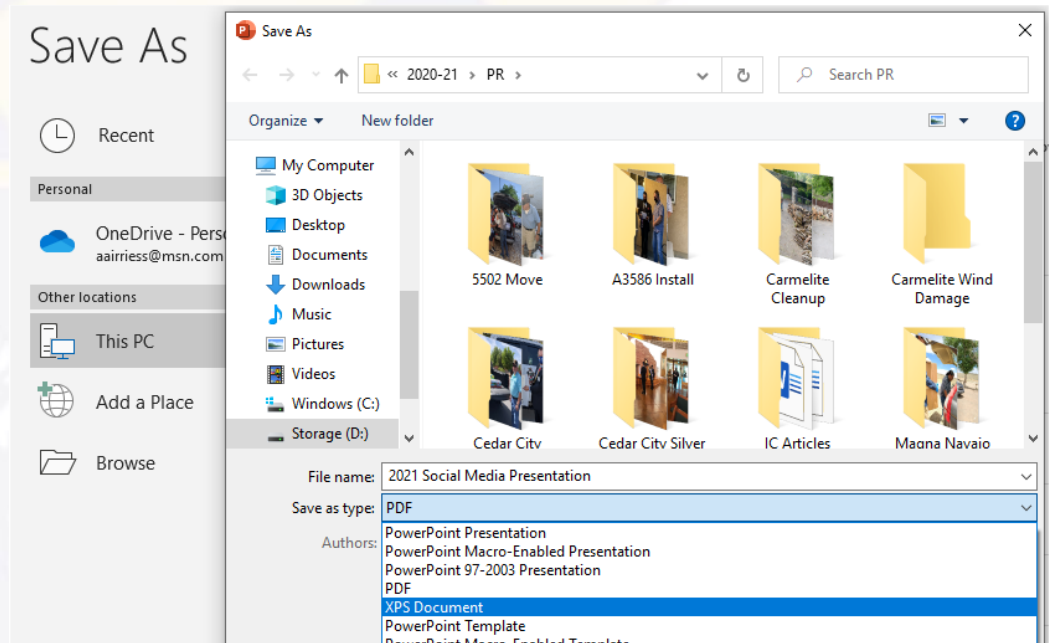 Save As
Recent
Personal
OneDrive - Perso
aairriess@msn.com
Other locations
This PC
Add a Place
Browse
P Save As
« 2020-21 › PR ›
Search PR
Organize
New folder
?
My Computer
3D Objects
Desktop
Documents
Downloads
Music
Pictures
Videos
Windows (C:)
Storage (D:)
5502 Move
A3586 Install
Carmelite
Cleanup
Carmelite Wind
Damage
Cedar City
Cedar City Silver
IC Articles
Magna Navajo
File name: 2021 Social Media Presentation
Save as type: PDF
Authors:
PowerPoint Presentation
PowerPoint Macro-Enabled Presentation
PowerPoint 97-2003 Presentation
PDF
XPS Document
PowerPoint Template
PowerPoint Macro-Enabled Template